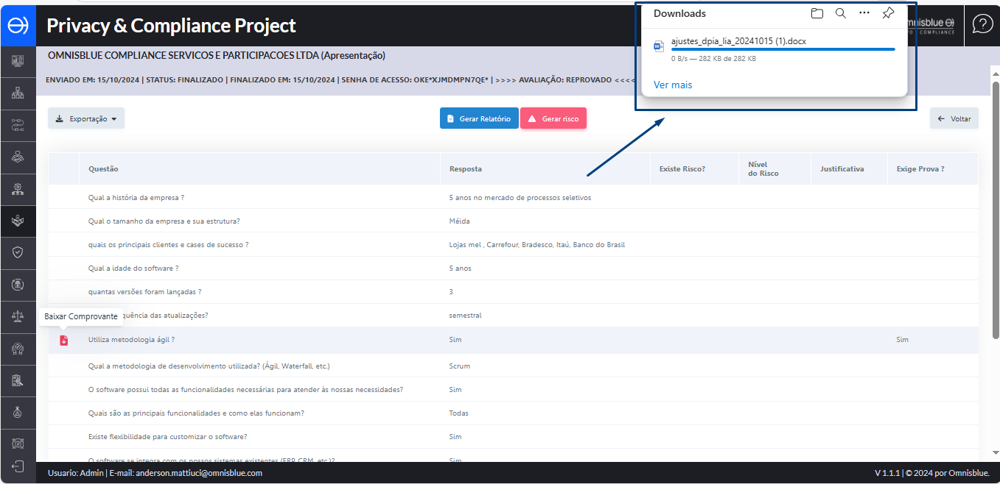 Privacy & Compliance Project
Downloads
ajustes_dpia_lia_20241015 (1).docx
0 B/s — 282 KB de 282 KB
Ver mais
COMPLIANCE
OMNISBLUE COMPLIANCE SERVICOS E PARTICIPACOES LTDA (Apresentação)
ENVIADO EM: 15/10/2024 | STATUS: FINALIZADO | FINALIZADO EM: 15/10/2024 | SENHA DE ACESSO: OKE*XJMDMPN7QE* | >>>> AVALIAÇÃO: REPROVADO <<<<
Exportação
Gerar Relatório
Gerar risco
Voltar
Questão Resposta Existe Risco? Nível do Risco Justificativa Exige Prova ?
Qual a história da empresa ? 5 anos no mercado de processos seletivos
Qual o tamanho da empresa e sua estrutura? Méida
quais os principais clientes e cases de sucesso ? Lojas mel , Carrefour, Bradesco, Itaú, Banco do Brasil
Qual a idade do software ? 5 anos
quantas versões foram lançadas ? 3
Baixar Comprovante
das atualizações? semestral
Utiliza metodologia ágil ? Sim Sim
Qual a metodologia de desenvolvimento utilizada? (Ágil, Waterfall, etc.) Scrum
O software possui todas as funcionalidades necessárias para atender às nossas necessidades? Sim
Quais são as principais funcionalidades e como elas funcionam? Todas
Existe flexibilidade para customizar o software? Sim
O software se integra com os nossos sistemas existentes (ERP, CRM, etc.)? Sim
Usuario: Admin | E-mail: anderson.mattiuci@omnisblue.com
V 1.1.1 | © 2024 por Omnisblue.